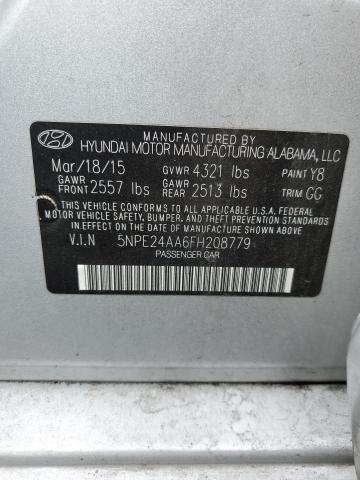 MANUFACTURED BY
HYUNDAI MOTOR MANUFACTURING ALABAMA, LLC
Mar/18/15 GVWR 4321 lbs PAINT Y8
GAWR FRONT 2557 lbs GAWR REAR 2513 lbs TRIM GG
THIS VEHICLE CONFORMS TO ALL APPLICABLE U.S.A. FEDERAL
MOTOR VEHICLE SAFETY, BUMPER, AND THEFT PREVENTION STANDARDS
IN EFFECT ON THE DATE OF MANUFACTURE SHOWN ABOVE
V.I.N 5NPE24AA6FH208779
PASSENGER CAR